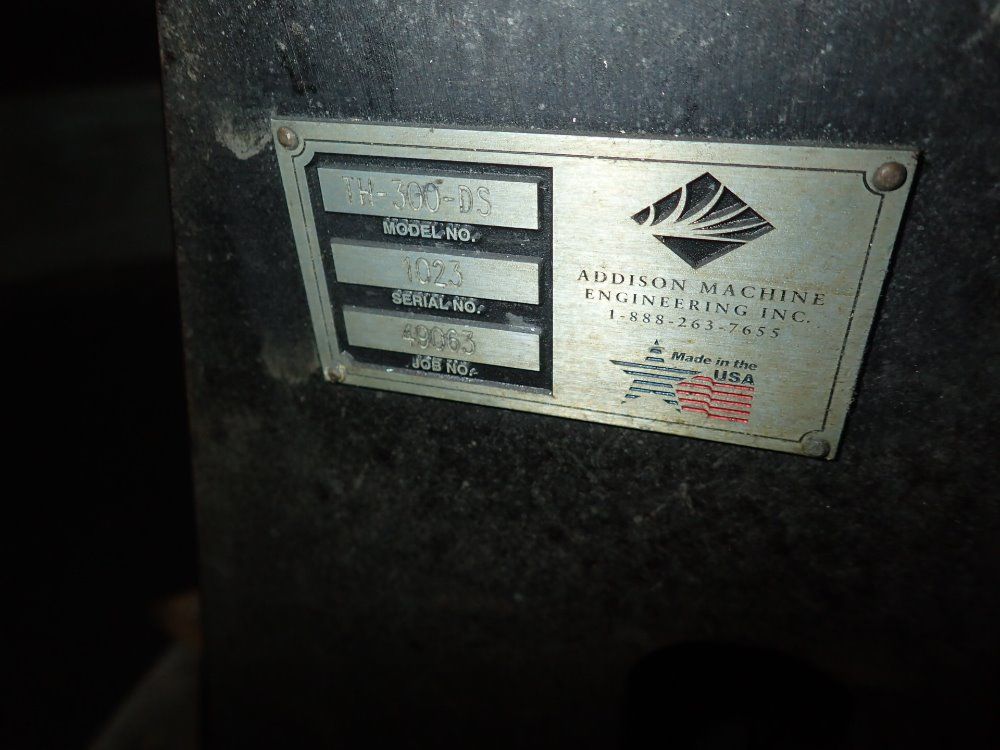 TH-300-DS
MODEL NO.
1023
SERIAL NO.
49063
JOB NO.
ADDISON MACHINE
ENGINEERING INC.
1-888-263-7655
Made in the
USA